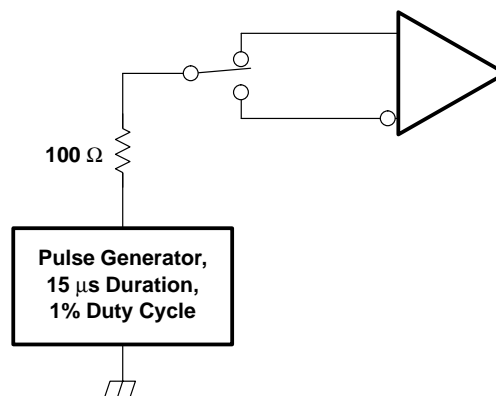 100 Ω
Pulse Generator,
15 μs Duration,
1% Duty Cycle